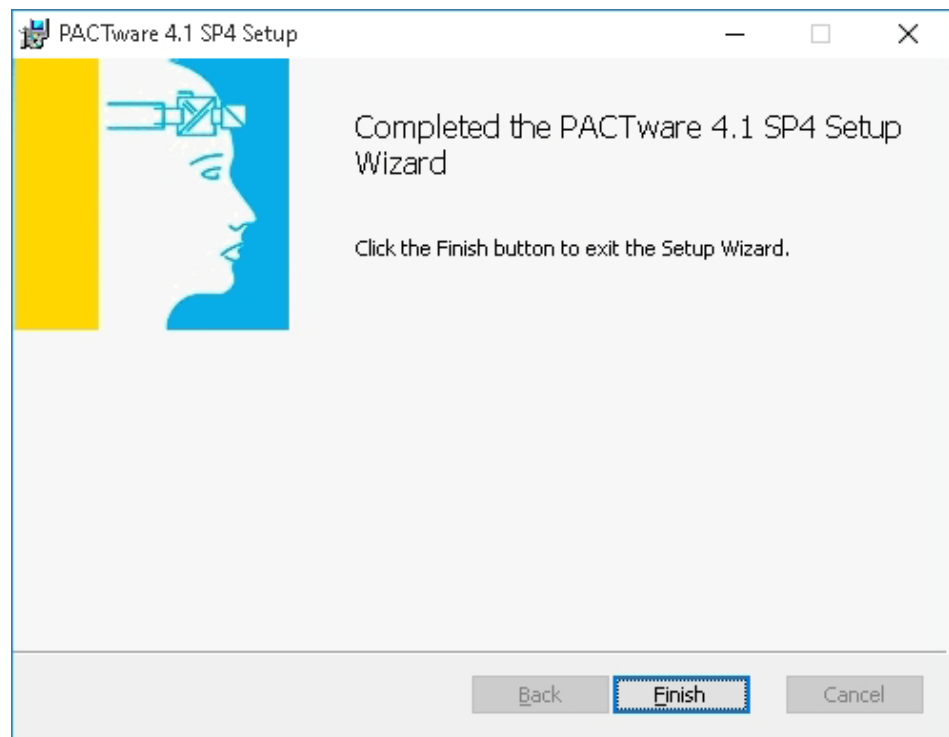 PACTware 4.1 SP4 Setup
Completed the PACTware 4.1 SP4 Setup
Wizard
Click the Finish button to exit the Setup Wizard.
Back
Finish
Cancel